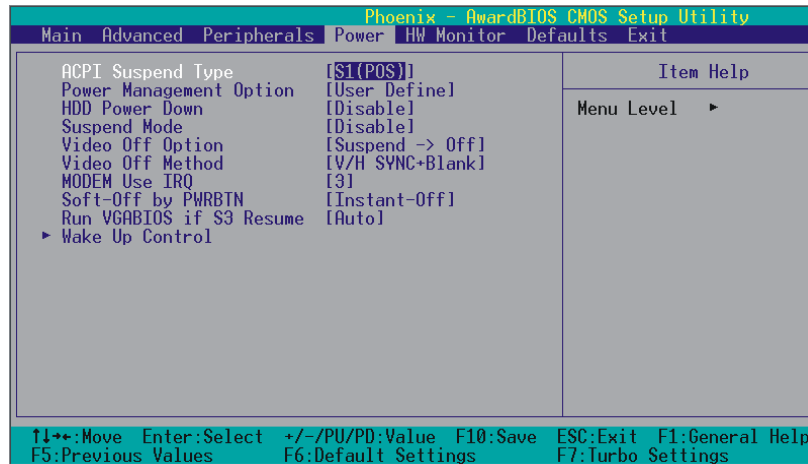 Phoenix - AwardBIOS CMOS Setup Utility
Main Advanced Peripherals Power HW Monitor Defaults Exit
ACPI Suspend Type [S1(POS)]
Power Management Option [User Define]
HDD Power Down [Disable]
Suspend Mode [Disable]
Video Off Option [Suspend -> Off]
Video Off Method [V/H SYNC+Blank]
MODEM Use IRQ [3]
Soft-Off by PWRBTN [Instant-Off]
Run VGABIOS if S3 Resume [Auto]
► Wake Up Control
Item Help
Menu Level ►
↑↓→←:Move Enter:Select +/-/PU/PD:Value F10:Save ESC:Exit F1:General Help
F5:Previous Values F6:Default Settings F7:Turbo Settings